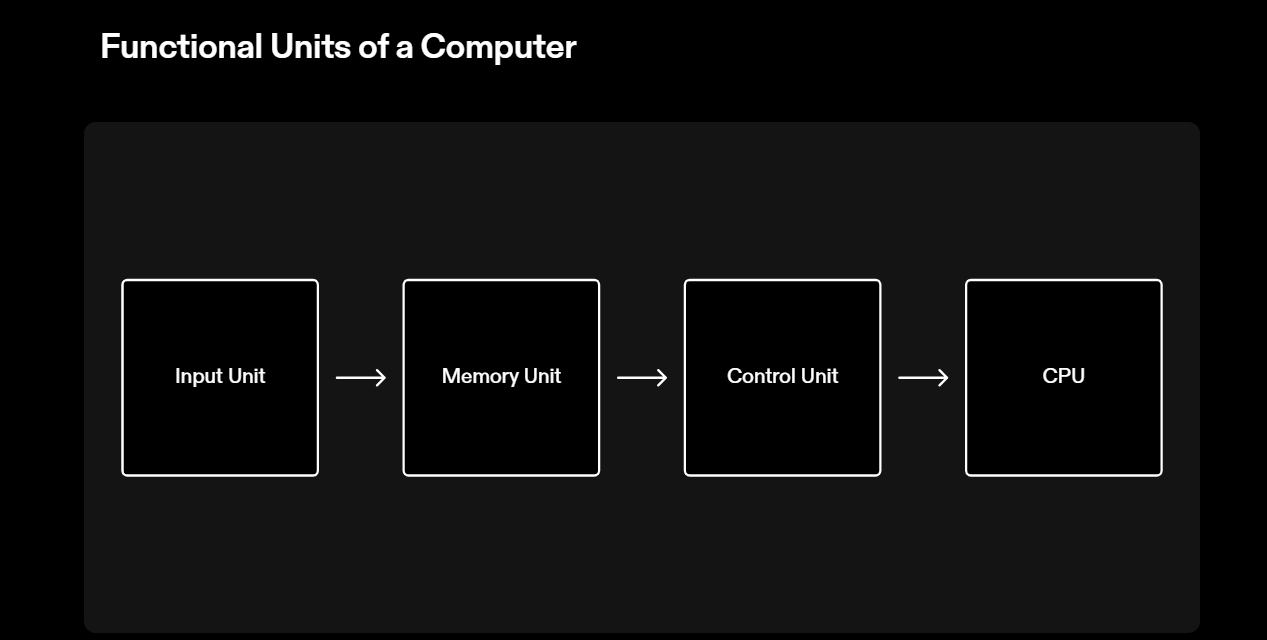 Functional Units of a Computer
Input Unit
Memory Unit
Control Unit
CPU